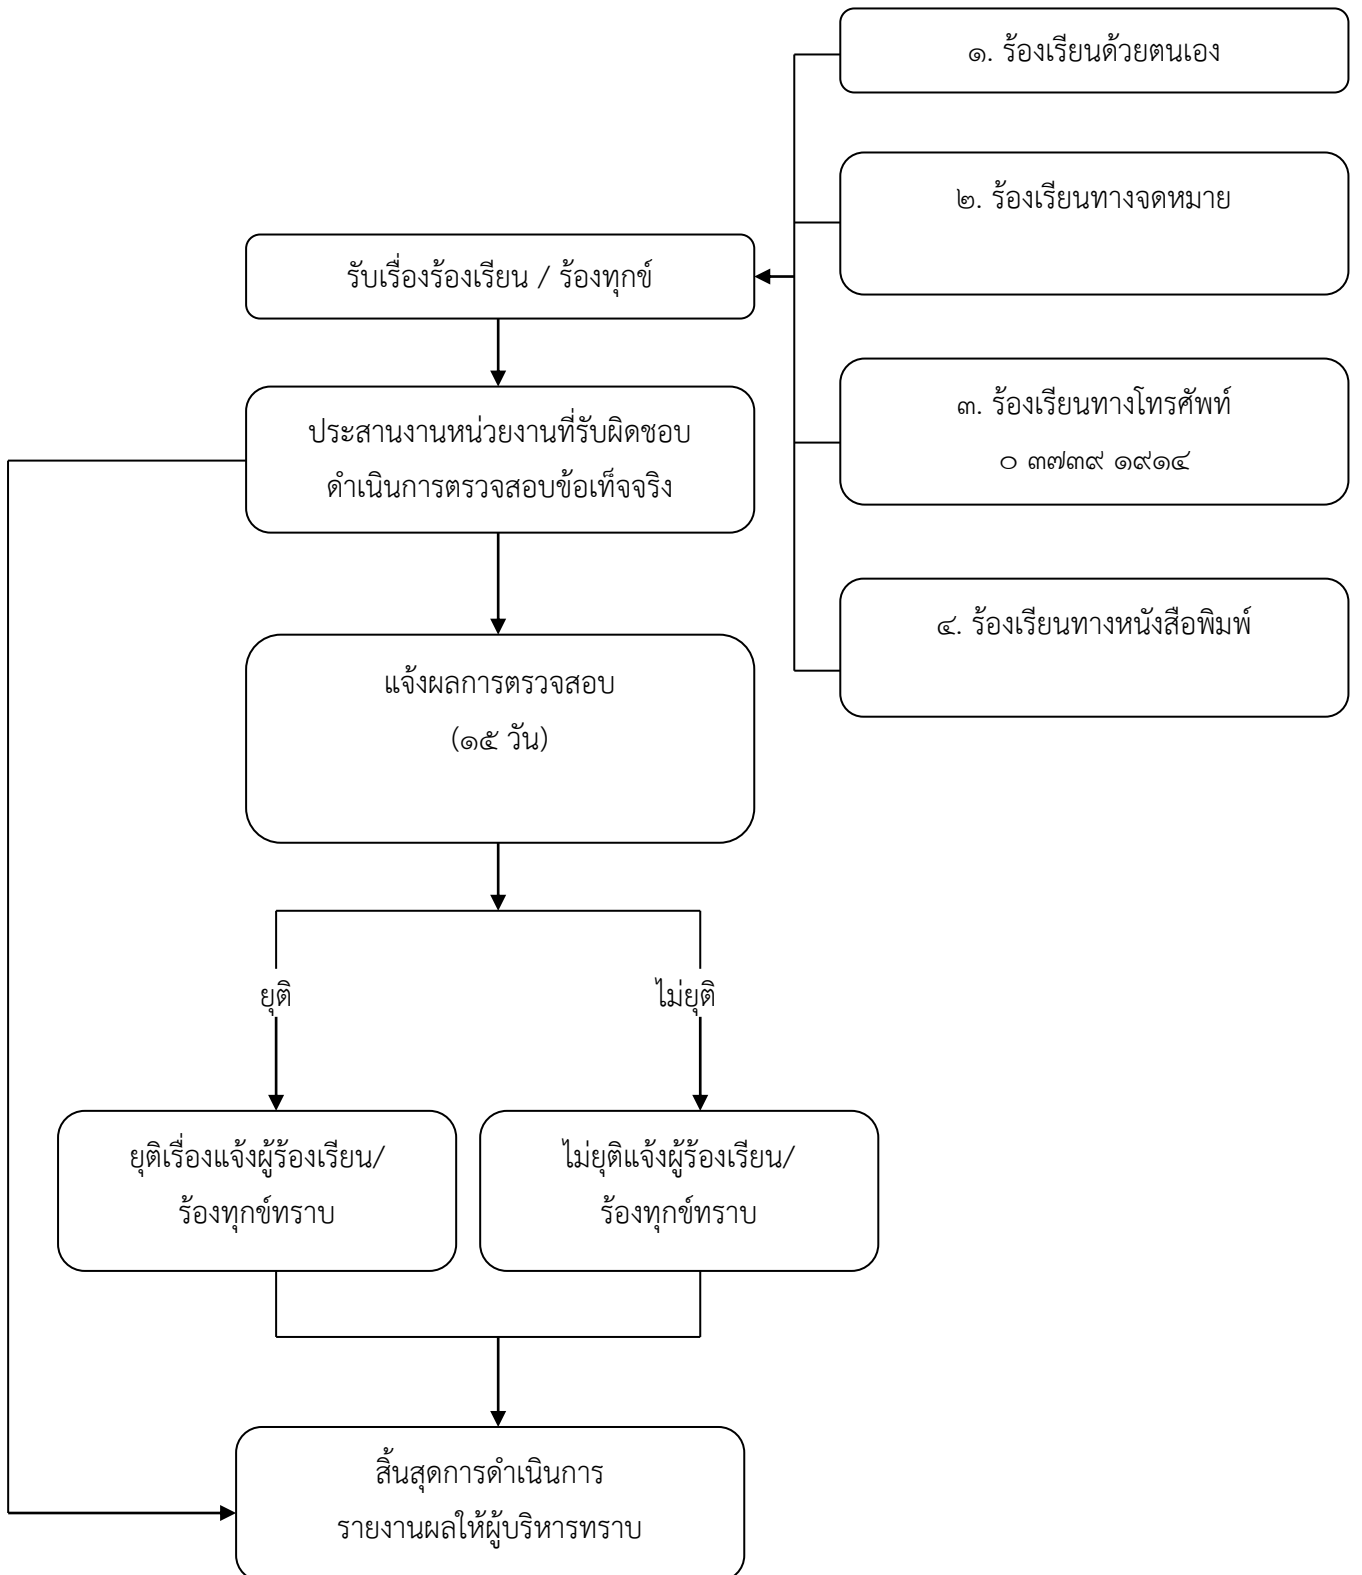 ๑. ร้องเรียนด้วยตนเอง
๒. ร้องเรียนทางจดหมาย
รับเรื่องร้องเรียน / ร้องทุกข์
๓. ร้องเรียนทางโทรศัพท์
๐ ๓๗๓๙ ๑๙๑๔
ประสานงานหน่วยงานที่รับผิดชอบ
ดำเนินการตรวจสอบข้อเท็จจริง
๔. ร้องเรียนทางหนังสือพิมพ์
แจ้งผลการตรวจสอบ
(๑๕ วัน)
ยุติ
ไม่ยุติ
ยุติเรื่องแจ้งผู้ร้องเรียน/
ร้องทุกข์ทราบ
ไม่ยุติแจ้งผู้ร้องเรียน/
ร้องทุกข์ทราบ
สิ้นสุดการดำเนินการ
รายงานผลให้ผู้บริหารทราบ